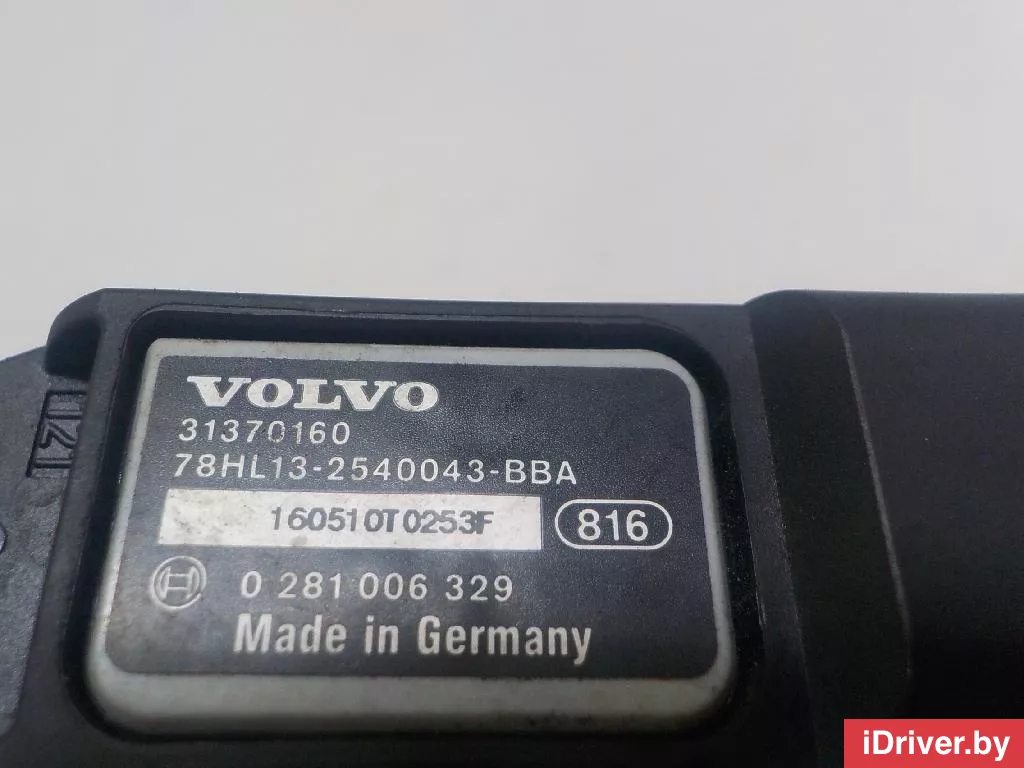 VOLVO
31370160
78HL13-2540043-BBA
160510T0253F
816
0 281 006 329
Made in Germany
iDriver.by